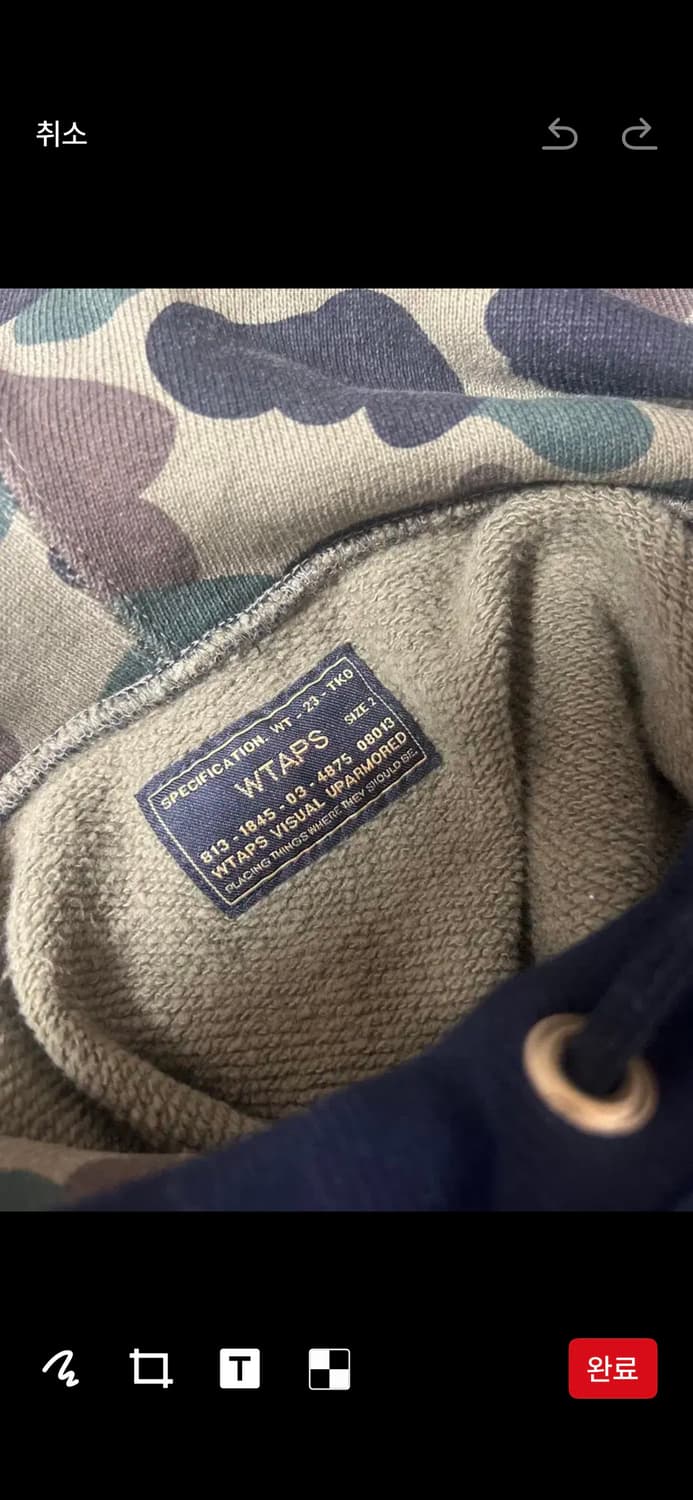 취소
SPECIFICATION. WT - 23 - TKO
WTAPS SIZE 2
813 - 1845 - 03 - 4875 08013
WTAPS VISUAL UPARMORED
PLACING THINGS WHERE THEY SHOULD BE.
T
완료